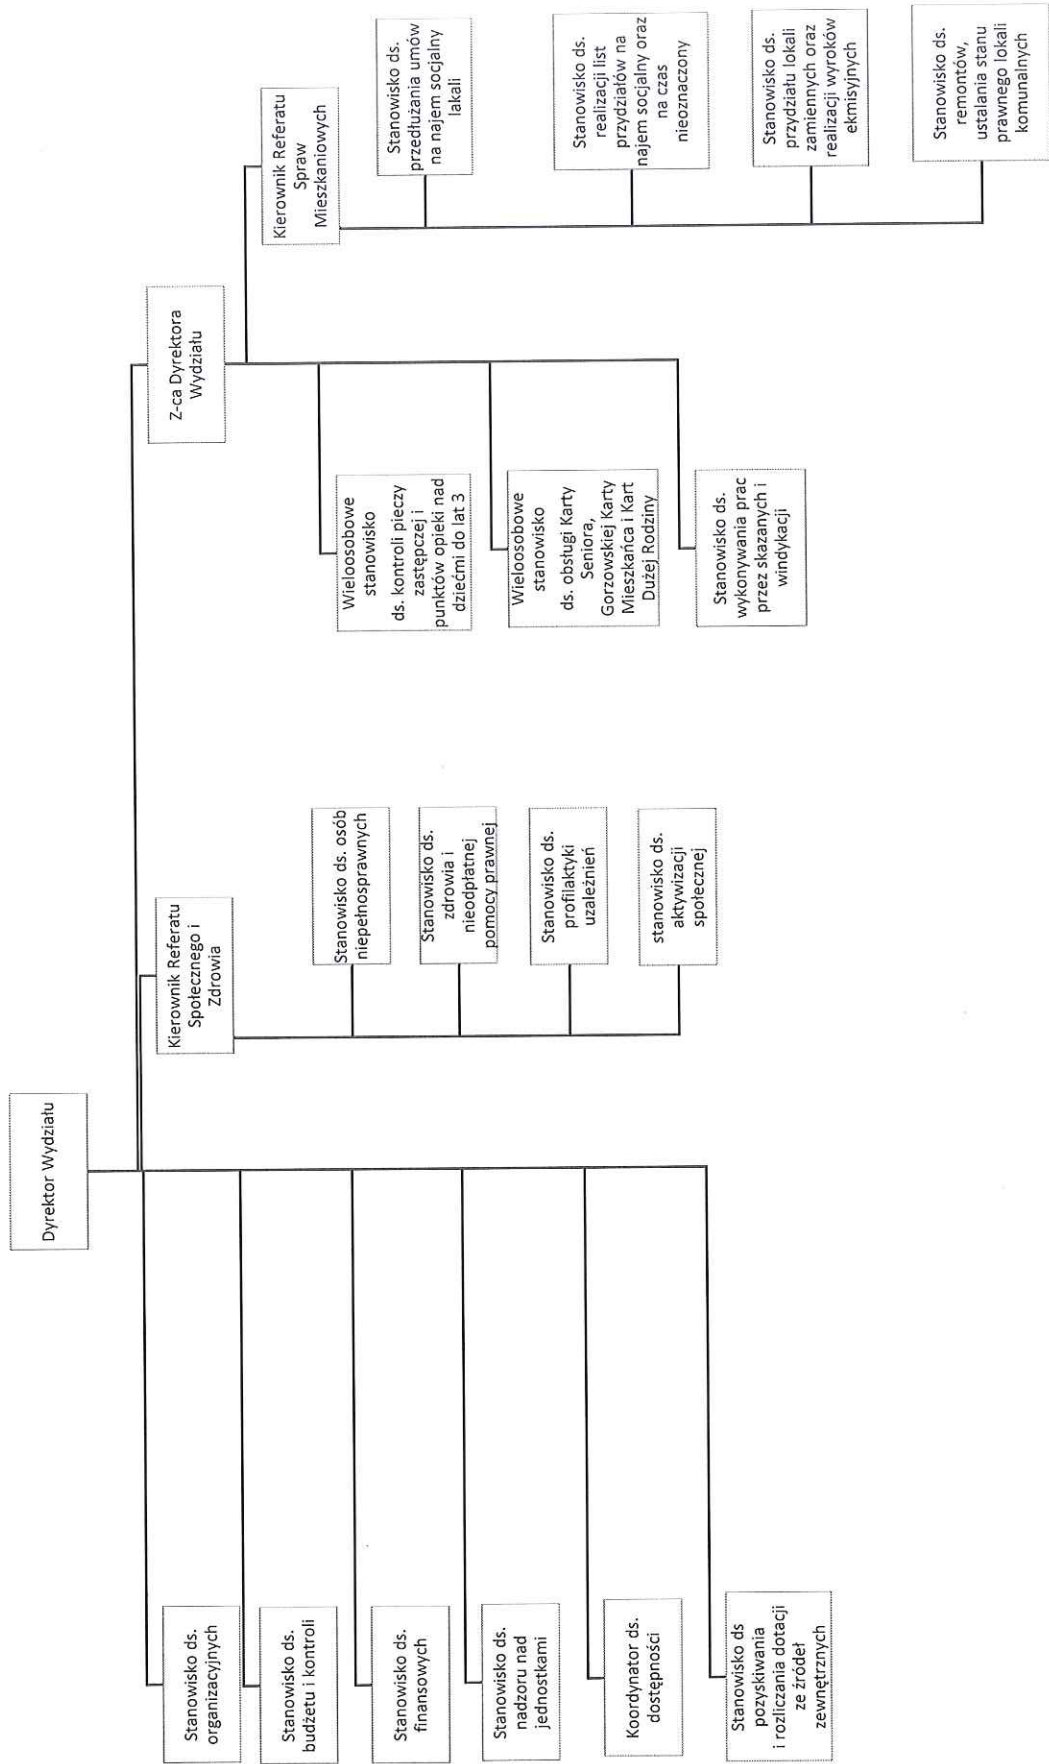 Dyrektor Wydziału
Kierownik Referatu
Społecznego i
Zdrowia
Z-ca Dyrektora
Wydziału
Kierownik Referatu
Spraw
Mieszkaniowych
Stanowisko ds.
organizacyjnych
Stanowisko ds.
budżetu i kontroli
Stanowisko ds.
finansowych
Stanowisko ds.
nadzoru nad
jednostkami
Koordynator ds.
dostępności
Stanowisko ds
pozyskiwania
i rozliczania dotacji
ze źródeł
zewnętrznych
Stanowisko ds. osób
niepełnosprawnych
Stanowisko ds.
zdrowia i
nieodpłatnej
pomocy prawnej
Stanowisko ds.
profilaktyki
uzależnień
stanowisko ds.
aktywizacji
społecznej
Wieloosobowe
stanowisko
ds. kontroli pieczy
zastępczej i
punktów opieki nad
dziećmi do lat 3
Wieloosobowe
stanowisko
ds. obsługi Karty
Seniora,
Gorzowskiej Karty
Mieszkańca i Kart
Dużej Rodziny
Stanowisko ds.
wykonywania prac
przez skazanych i
windykacji
Stanowisko ds.
przedłużania umów
na najem socjalny
lakali
Stanowisko ds.
realizacji list
przydziałów na
najem socjalny oraz
na czas
nieoznaczony
Stanowisko ds.
przydziału lokali
zamiennych oraz
realizacji wyroków
ekmisyjnych
Stanowisko ds.
remontów,
ustalania stanu
prawnego lokali
komunalnych